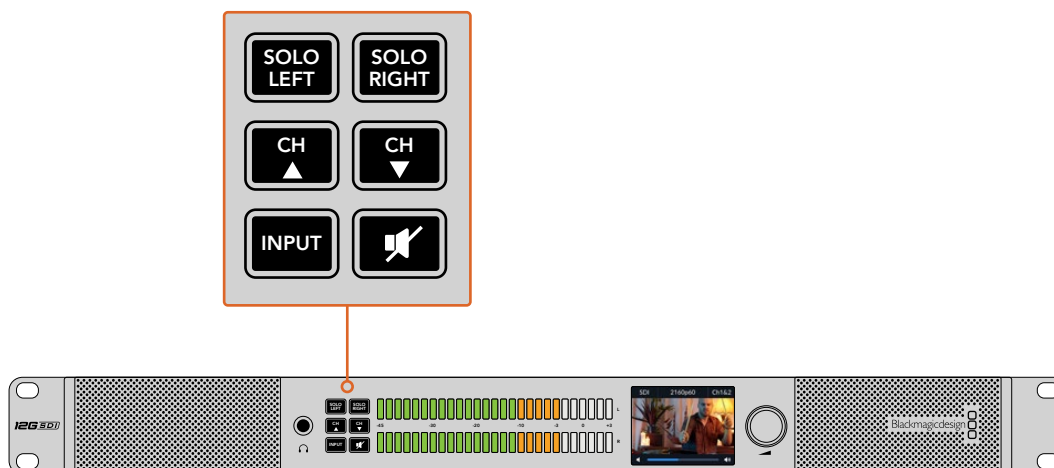 SOLO
LEFT
SOLO
RIGHT
CH
CH
INPUT
12G SDI
SOLO
LEFT
SOLO
RIGHT
CH
CH
INPUT
L
-45 -30 -20 -10 -3 0 +3
R
SDI 2160p60 Ch1&2
Blackmagicdesign